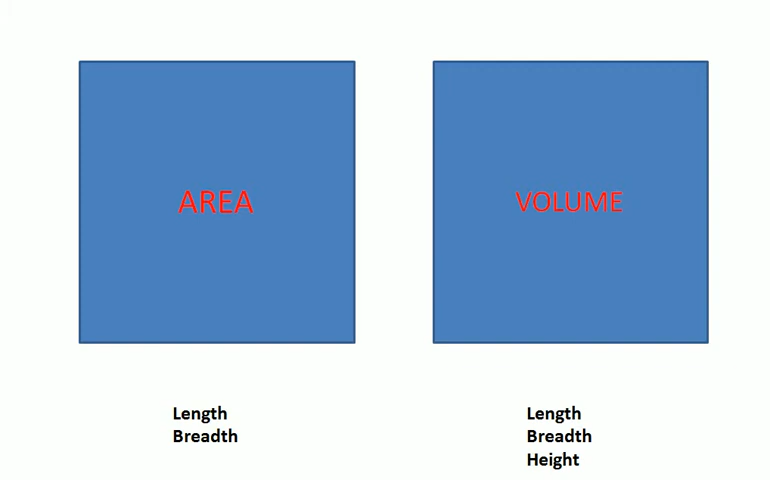 AREA
VOLUME
Length
Breadth
Length
Breadth
Height